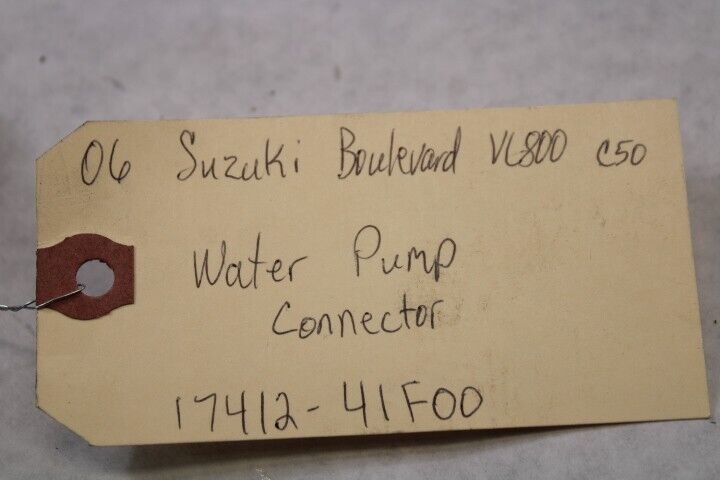 06 Suzuki Boulevard VL800 C50
Water Pump
Connector
17412-41F00